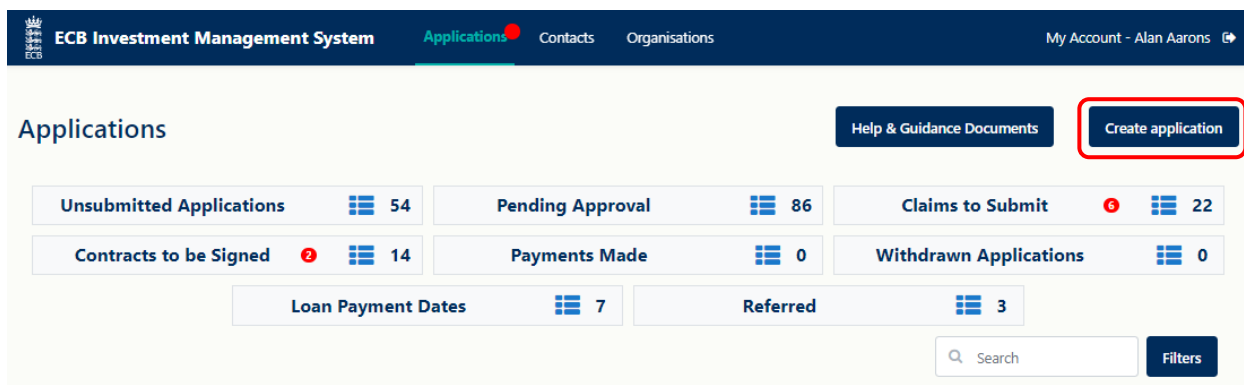 ECB
ECB Investment Management System Applications Contacts Organisations My Account - Alan Aarons
Applications Help & Guidance Documents Create application
Unsubmitted Applications 54 Pending Approval 86 Claims to Submit 6 22
Contracts to be Signed 2 14 Payments Made 0 Withdrawn Applications 0
Loan Payment Dates 7 Referred 3
Search Filters